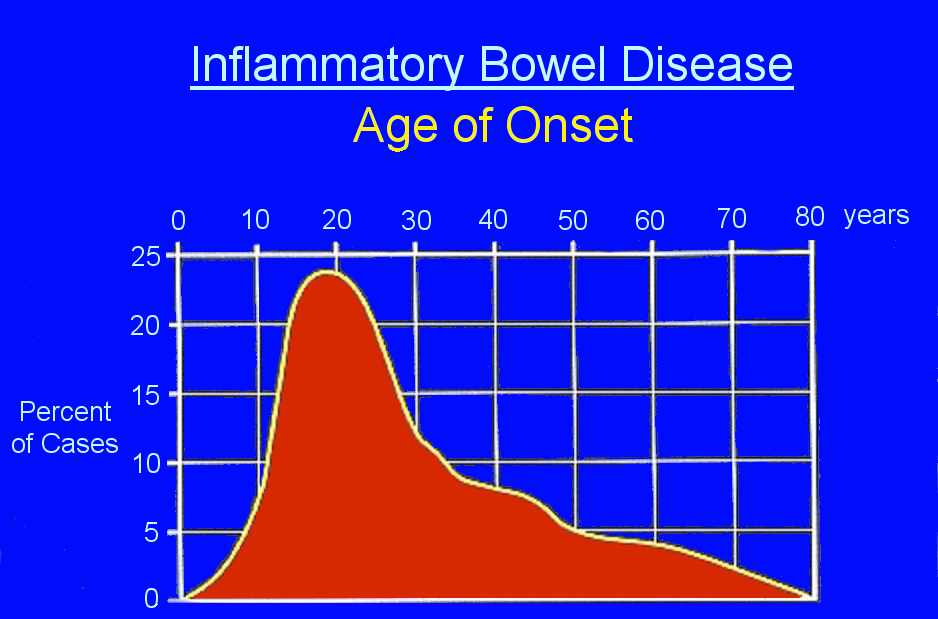 Inflammatory Bowel Disease
Age of Onset
0 10 20 30 40 50 60 70 80 years
25
20
15
Percent
of Cases
10
5
0